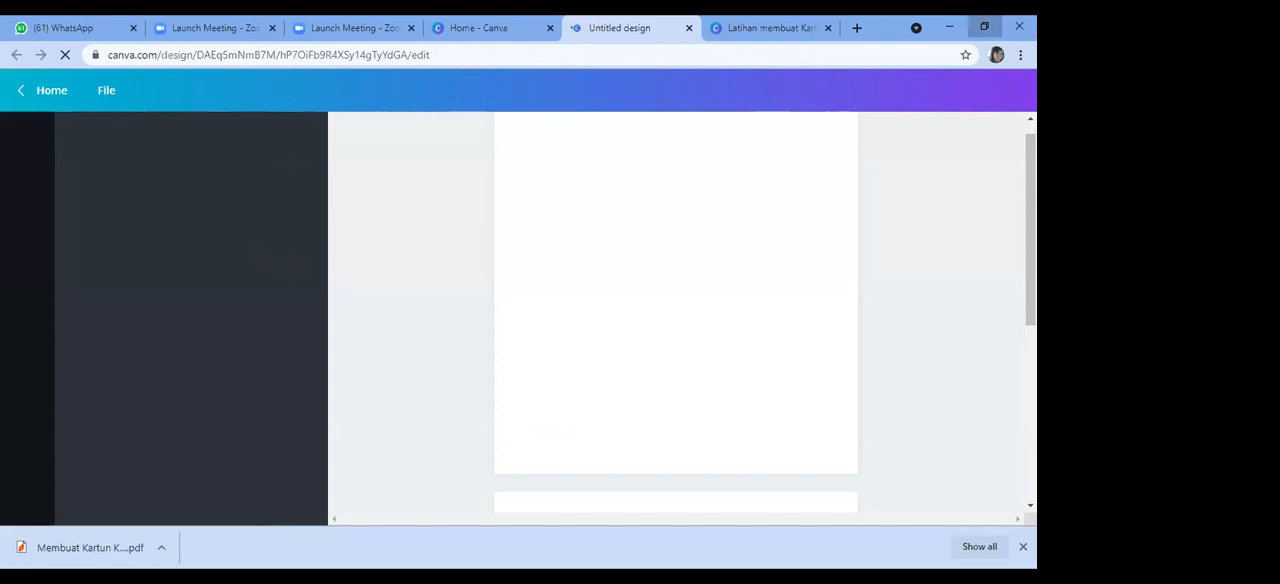 (61) WhatsApp
Launch Meeting - Zoo
Launch Meeting - Zoo
Home - Canva
Untitled design
Latihan membuat Kart
canva.com/design/DAEq5mNmB7M/hP7OiFb9R4XSy14gTyYdGA/edit
Home
File
Membuat Kartun K....pdf
Show all